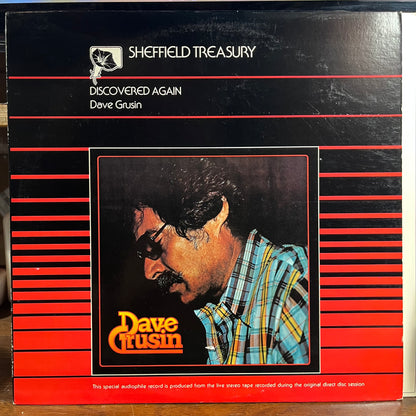 SHEFFIELD TREASURY
DISCOVERED AGAIN
Dave Grusin
Dave
Grusin
This special audiophile record is produced from the live stereo tape recorded during the original direct disc session